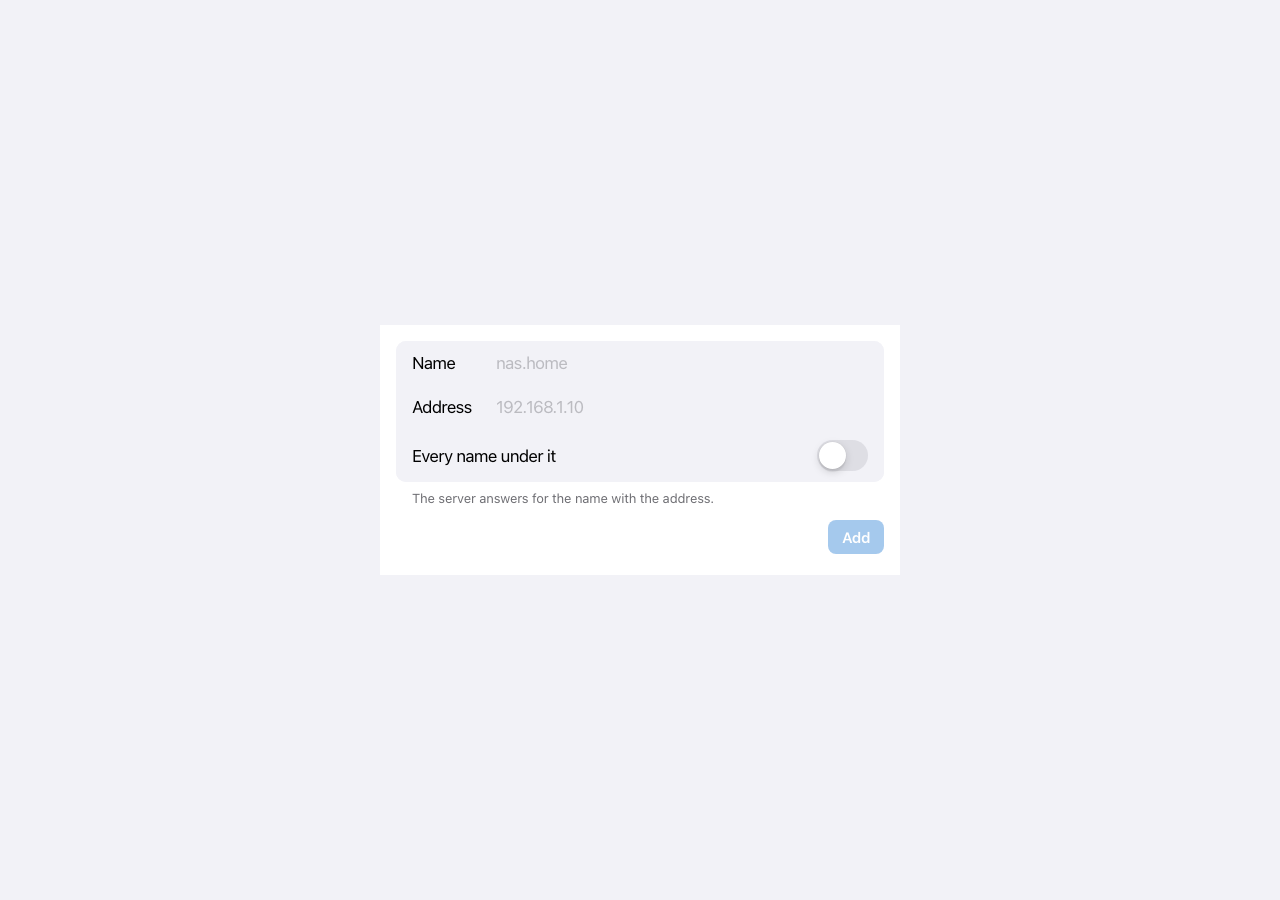 Name nas.home
Address 192.168.1.10
Every name under it
The server answers for the name with the address.
Add